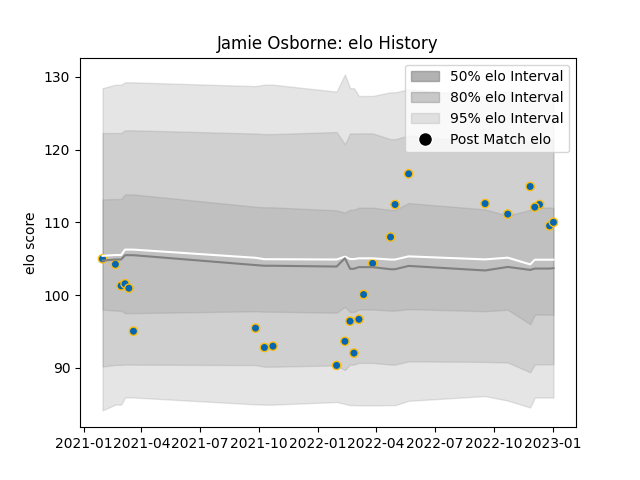 Jamie Osborne: elo History
50% elo Interval
80% elo Interval
95% elo Interval
Post Match elo
elo score
130
120
110
100
90
2021-01
2021-04
2021-07
2021-10
2022-01
2022-04
2022-07
2022-10
2023-01